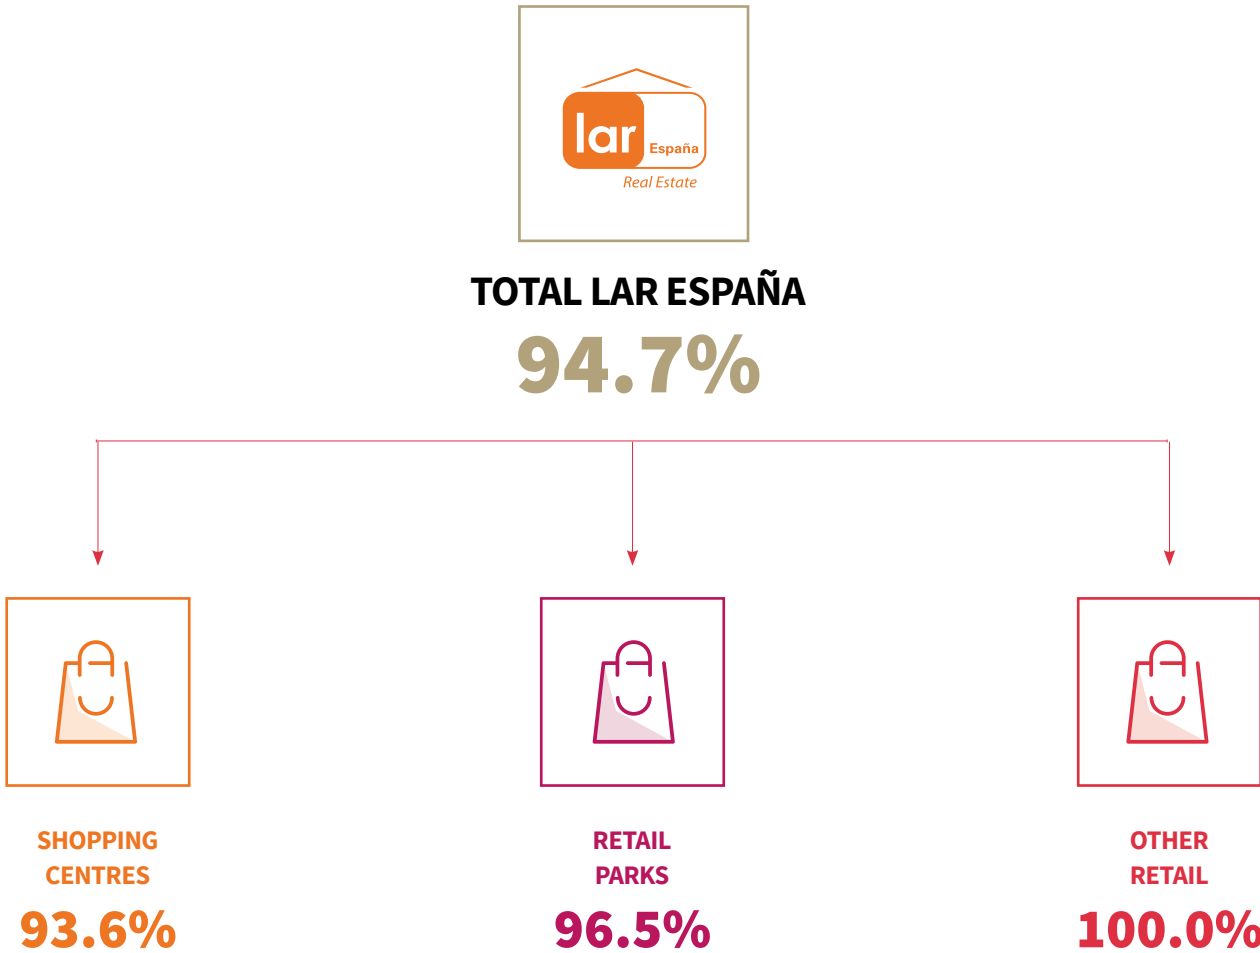 lar
España
Real Estate
TOTAL LAR ESPAÑA
94.7%
SHOPPING
CENTRES
93.6%
RETAIL
PARKS
96.5%
OTHER
RETAIL
100.0%